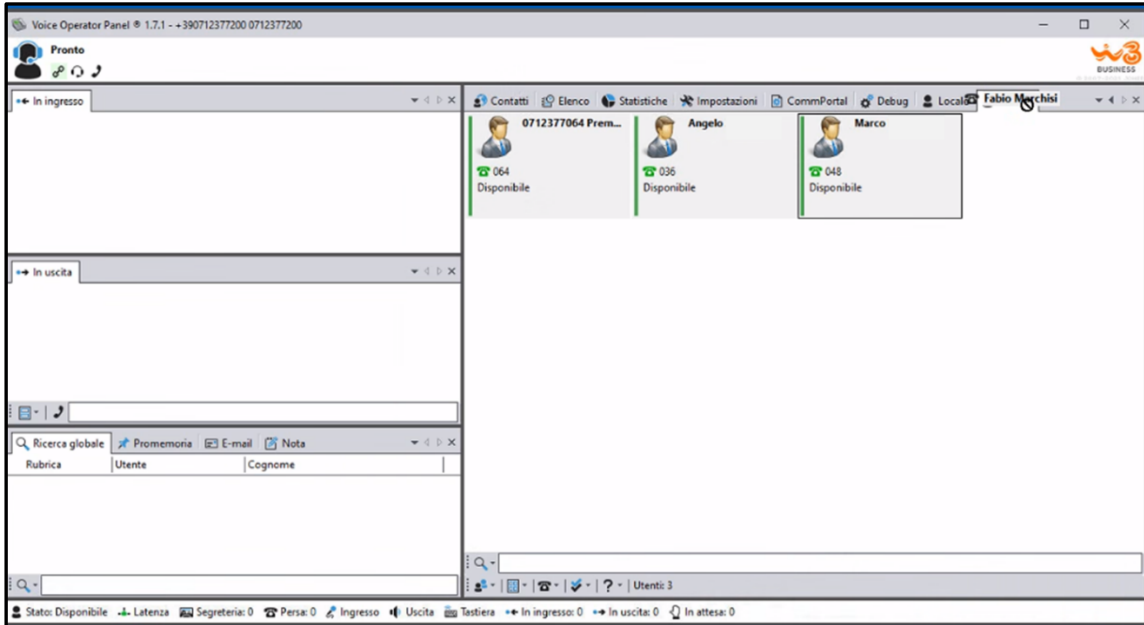 Voice Operator Panel ® 1.7.1 - +390712377200 0712377200
Pronto
W3
BUSINESS
In ingresso
Contatti Elenco Statistiche Impostazioni CommPortal Debug Locale Fabio Marchisi
0712377064 Prem... Angelo Marco
064 036 048
Disponibile Disponibile Disponibile
In uscita
Ricerca globale Promemoria E-mail Nota
Rubrica Utente Cognome
Utenti: 3
Stato: Disponibile Latenza Segreteria: 0 Persa: 0 Ingresso Uscita Tastiera In ingresso: 0 In uscita: 0 In attesa: 0